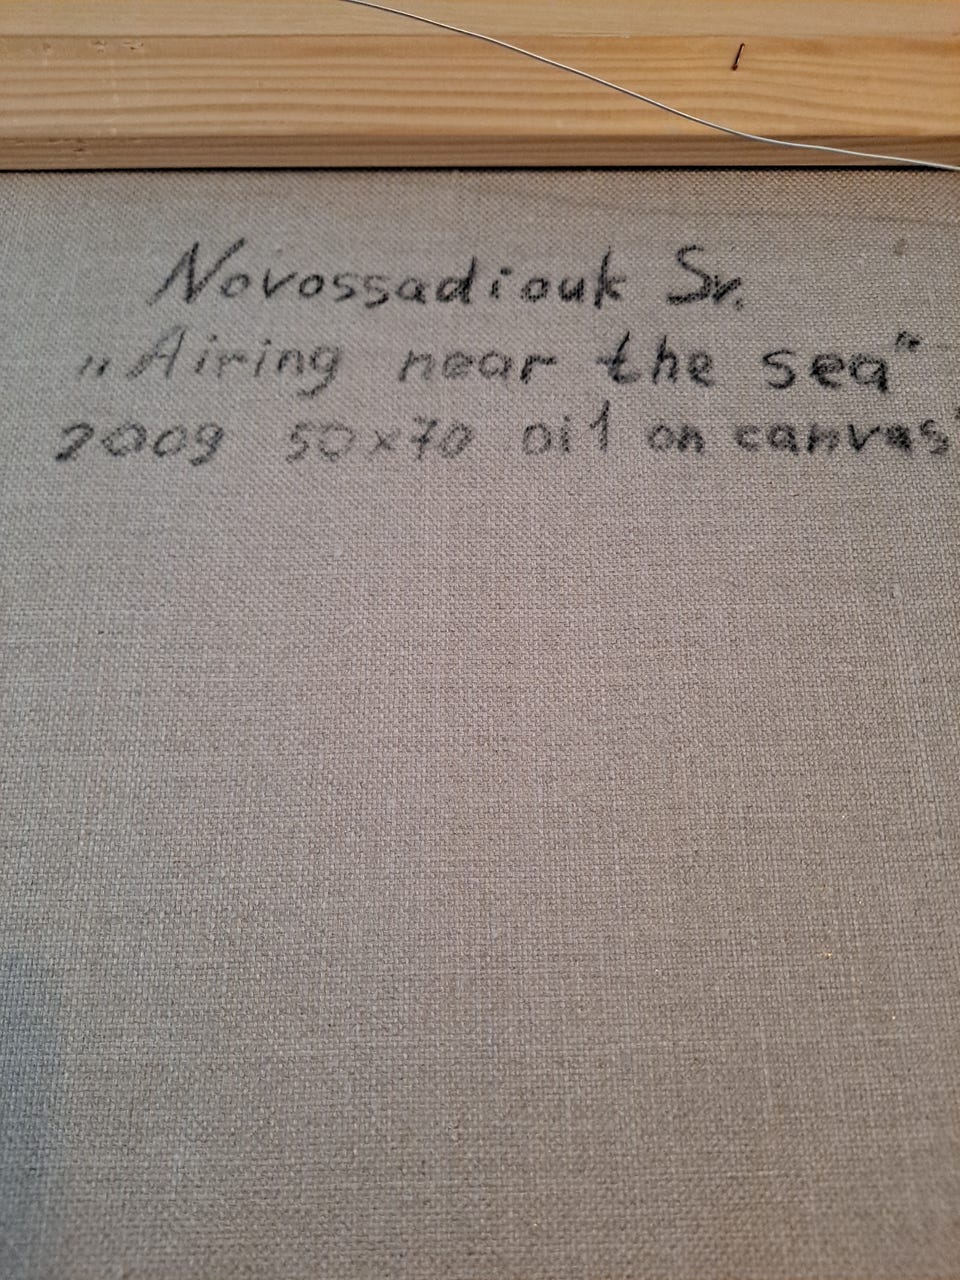 Novossadiouk Sr.
„Airing near the sea"
2009 50x70 oil on canvas